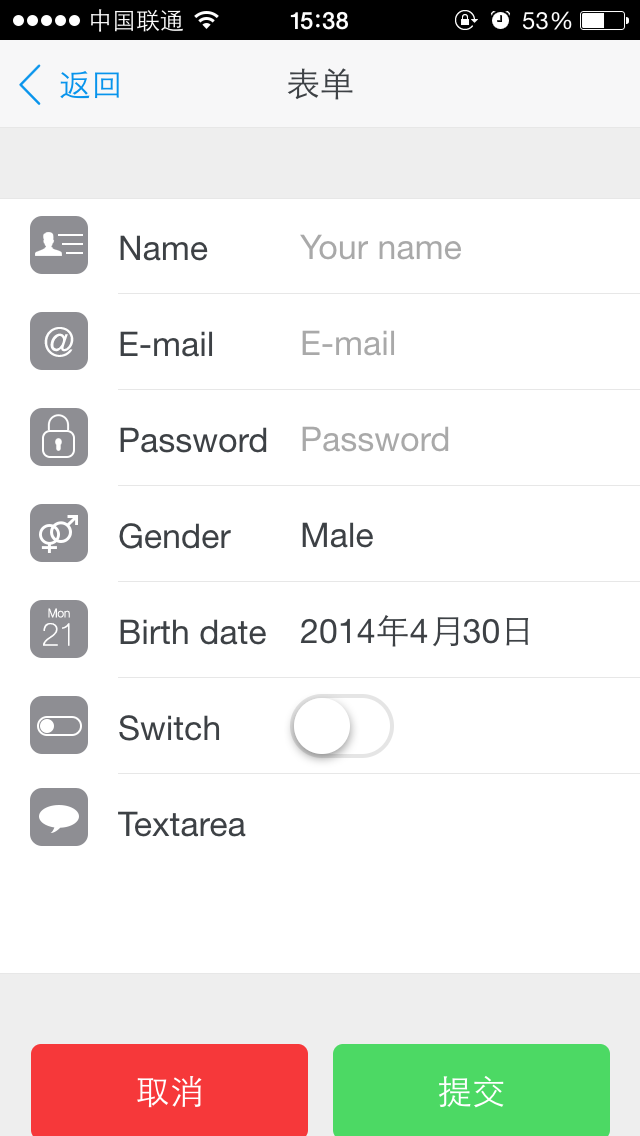 中国联通 15:38 53%
返回 表单
Name Your name
@ E-mail E-mail
Password Password
Gender Male
Mon
21 Birth date 2014年4月30日
Switch
Textarea
取消 提交